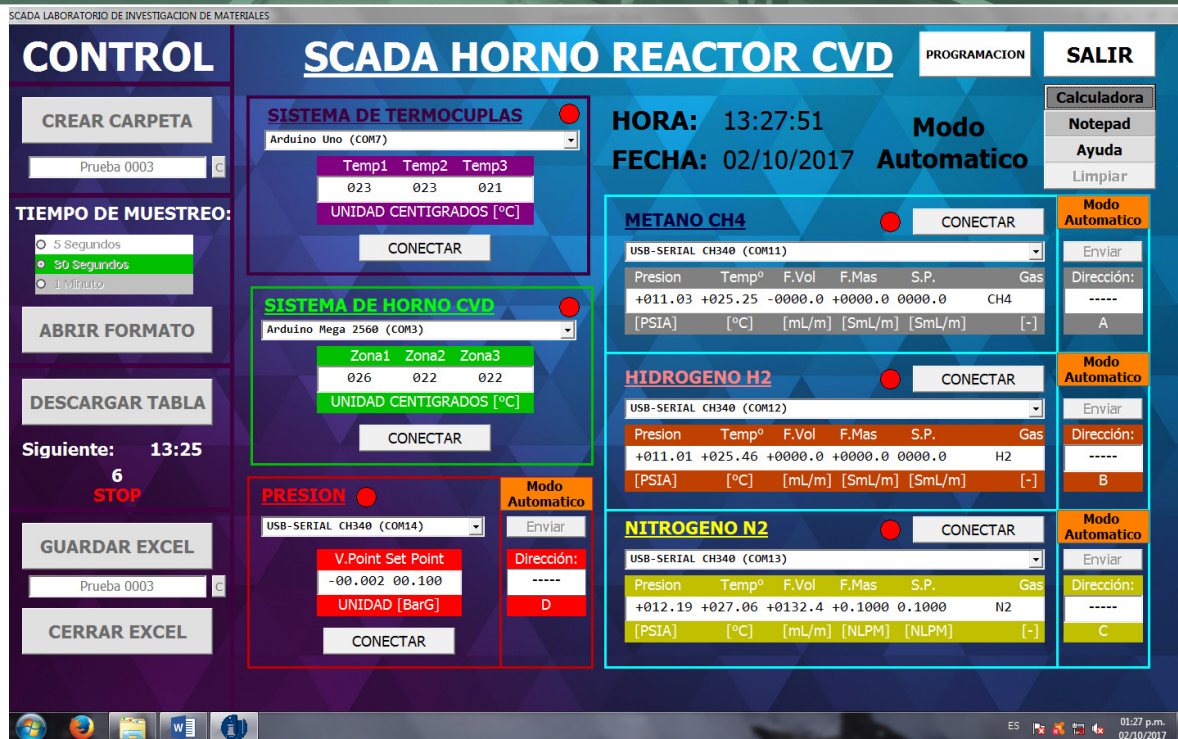 SCADA LABORATORIO DE INVESTIGACION DE MATERIALES
CONTROL
SCADA HORNO REACTOR CVD
PROGRAMACION
SALIR
CREAR CARPETA
Prueba 0003 C
TIEMPO DE MUESTREO:
5 Segundos
30 Segundos
1 Minuto
ABRIR FORMATO
DESCARGAR TABLA
Siguiente: 13:25
6
STOP
GUARDAR EXCEL
Prueba 0003 C
CERRAR EXCEL
SISTEMA DE TERMOCUPLAS
Arduino Uno (COM7)
Temp1 Temp2 Temp3
023 023 021
UNIDAD CENTIGRADOS [ºC]
CONECTAR
SISTEMA DE HORNO CVD
Arduino Mega 2560 (COM3)
Zona1 Zona2 Zona3
026 022 022
UNIDAD CENTIGRADOS [ºC]
CONECTAR
PRESION
Modo
Automatico
USB-SERIAL CH340 (COM14)
Enviar
V.Point Set Point
Dirección:
-00.002 00.100
-----
UNIDAD [BarG]
D
CONECTAR
HORA: 13:27:51
FECHA: 02/10/2017
Modo
Automatico
Calculadora
Notepad
Ayuda
Limpiar
METANO CH4
CONECTAR
Modo
Automatico
USB-SERIAL CH340 (COM11)
Enviar
Presion Tempº F.Vol F.Mas S.P. Gas
Dirección:
+011.03 +025.25 -0000.0 +0000.0 0000.0 CH4
-----
[PSIA] [ºC] [mL/m] [SmL/m] [SmL/m] [-]
A
HIDROGENO H2
CONECTAR
Modo
Automatico
USB-SERIAL CH340 (COM12)
Enviar
Presion Tempº F.Vol F.Mas S.P. Gas
Dirección:
+011.01 +025.46 +0000.0 +0000.0 0000.0 H2
-----
[PSIA] [ºC] [mL/m] [SmL/m] [SmL/m] [-]
B
NITROGENO N2
CONECTAR
Modo
Automatico
USB-SERIAL CH340 (COM13)
Enviar
Presion Tempº F.Vol F.Mas S.P. Gas
Dirección:
+012.19 +027.06 +0132.4 +0.1000 0.1000 N2
-----
[PSIA] [ºC] [mL/m] [NLPM] [NLPM] [-]
C
ES
01:27 p.m.
02/10/2017